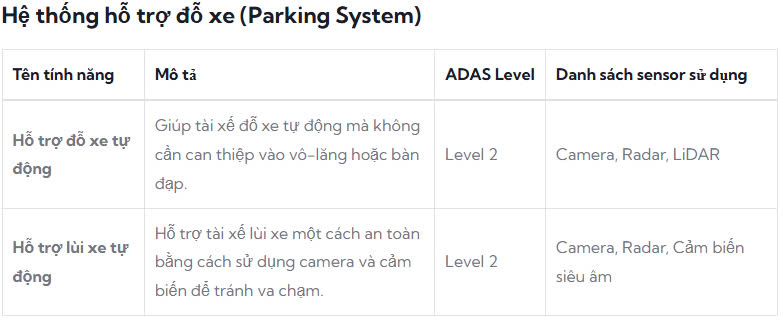 Hệ thống hỗ trợ đỗ xe (Parking System)
Tên tính năng
Mô tả
ADAS Level
Danh sách sensor sử dụng
Hỗ trợ đỗ xe tự
động
Giúp tài xế đỗ xe tự động mà không
cần can thiệp vào vô-lăng hoặc bàn
đạp.
Level 2
Camera, Radar, LiDAR
Hỗ trợ lùi xe tự
động
Hỗ trợ tài xế lùi xe một cách an toàn
bằng cách sử dụng camera và cảm
biến để tránh va chạm.
Level 2
Camera, Radar, Cảm biến
siêu âm